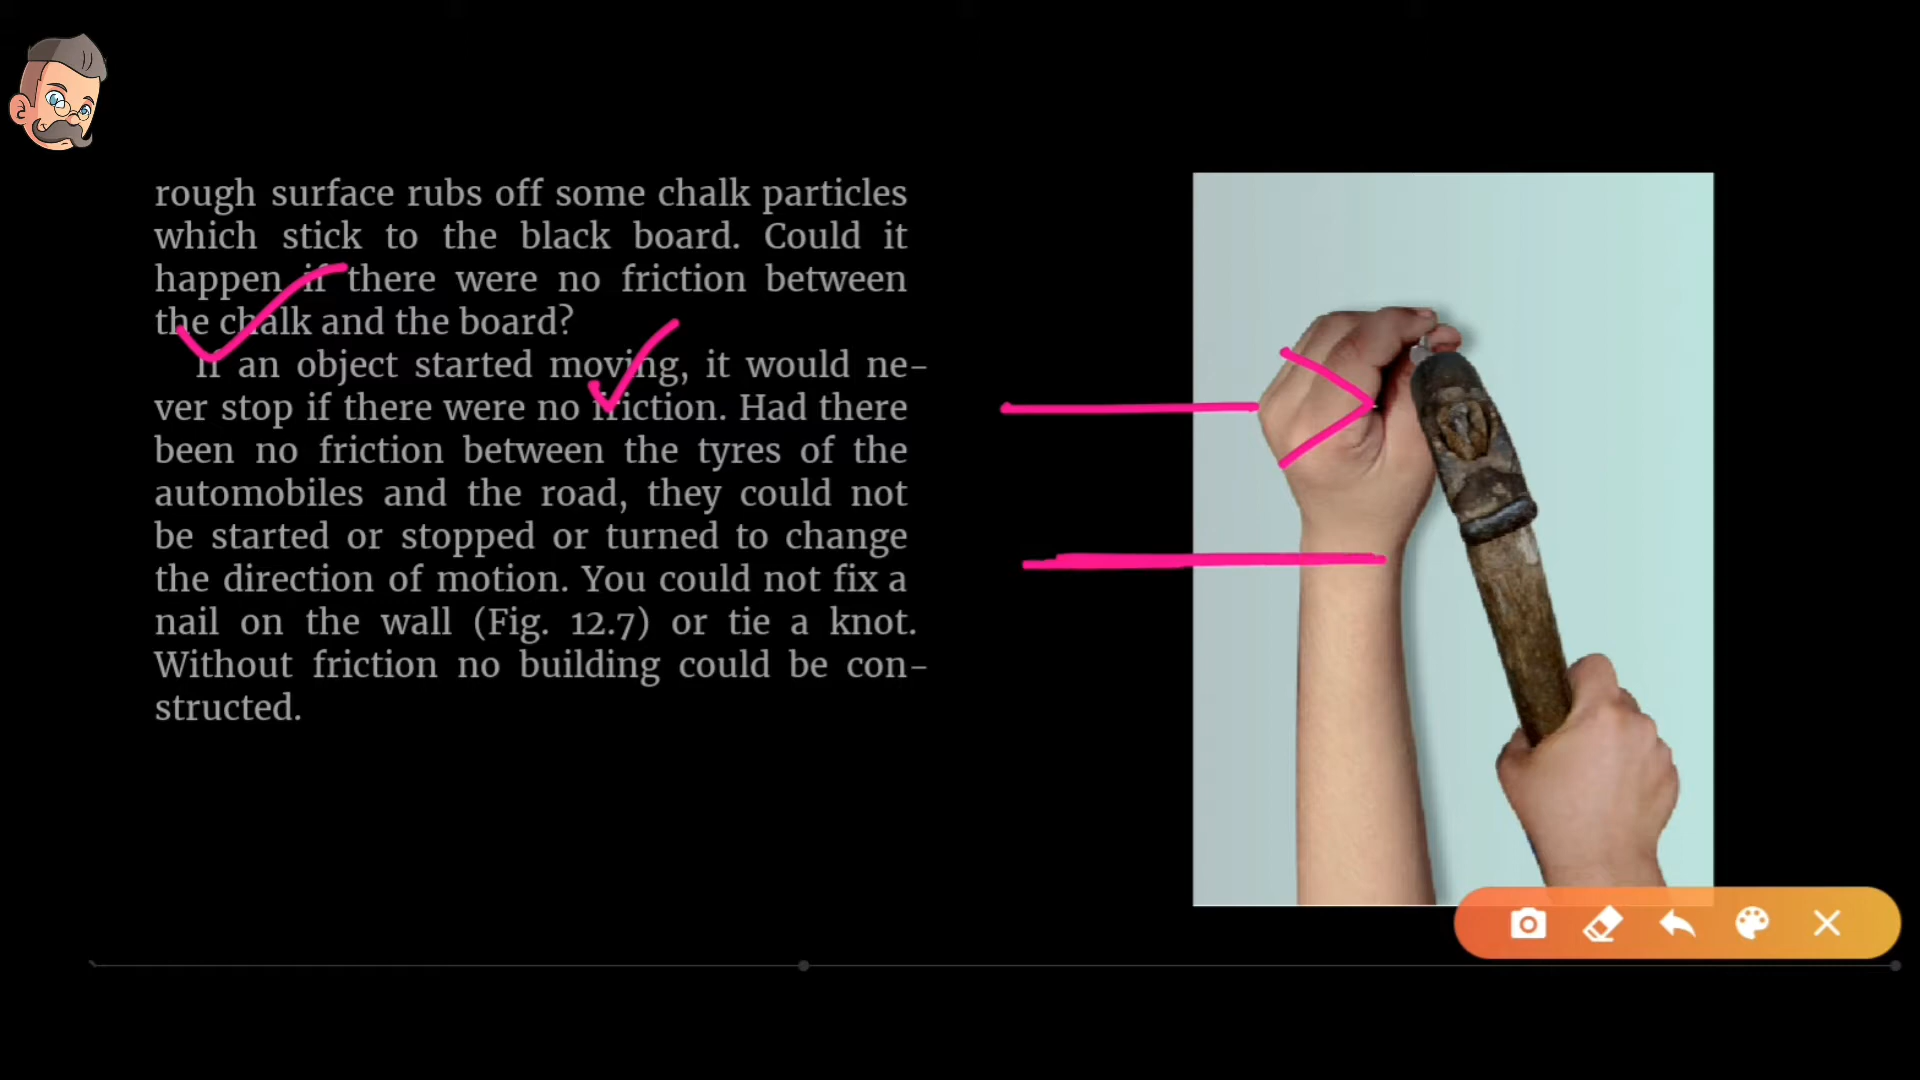 rough surface rubs off some chalk particles
which stick to the black board. Could it
happen if there were no friction between
the chalk and the board?
If an object started moving, it would ne-
ver stop if there were no friction. Had there
been no friction between the tyres of the
automobiles and the road, they could not
be started or stopped or turned to change
the direction of motion. You could not fix a
nail on the wall (Fig. 12.7) or tie a knot.
Without friction no building could be con-
structed.